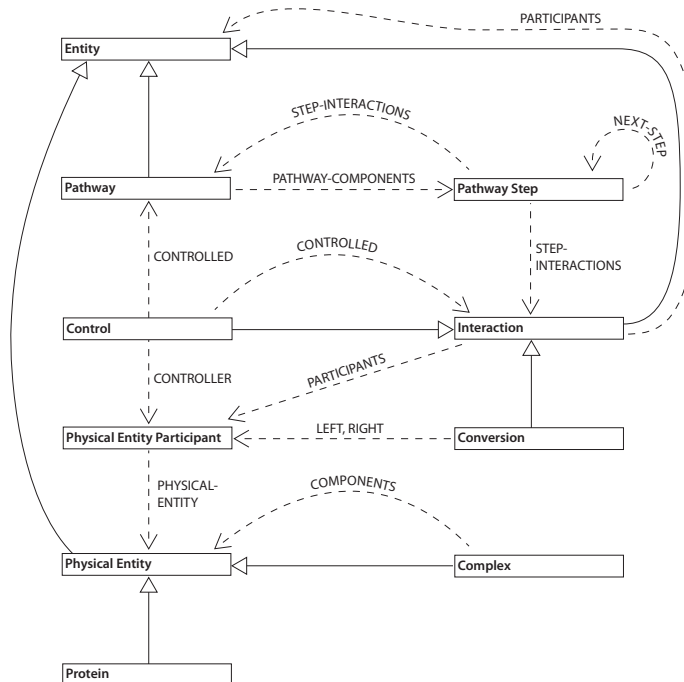 PARTICIPANTS
Entity
STEP-INTERACTIONS
NEXT-STEP
Pathway
PATHWAY-COMPONENTS
Pathway Step
CONTROLLED
CONTROLLED
STEP-
INTERACTIONS
Control
Interaction
CONTROLLER
PARTICIPANTS
Physical Entity Participant
LEFT, RIGHT
Conversion
PHYSICAL-
ENTITY
COMPONENTS
Physical Entity
Complex
Protein